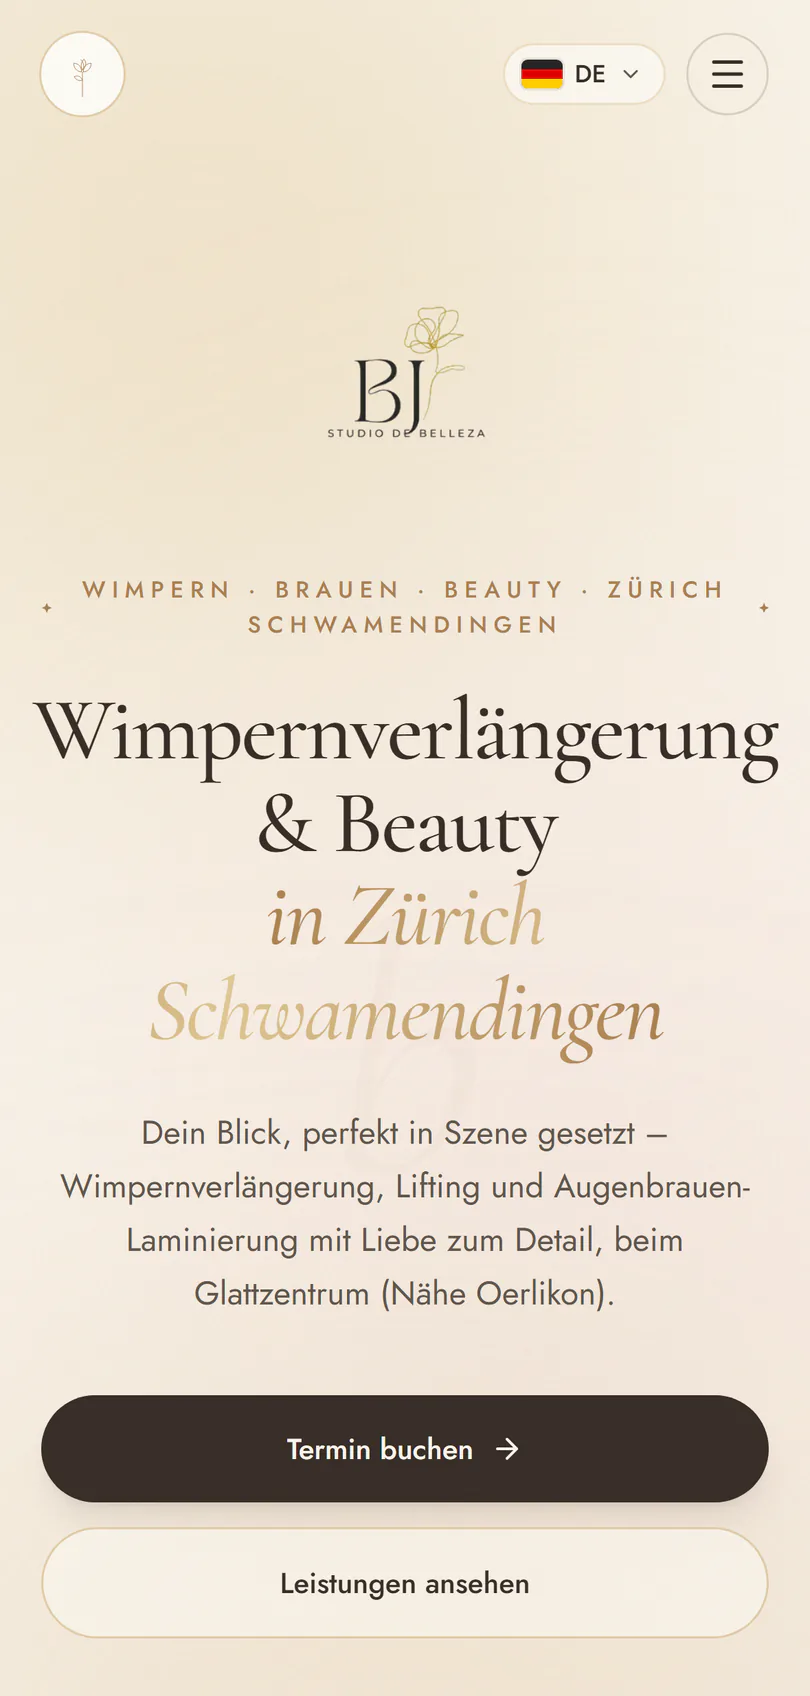 DE
BJ
STUDIO DE BELLEZA
WIMPERN · BRAUEN · BEAUTY · ZÜRICH
SCHWAMENDINGEN
Wimpernverlängerung
& Beauty
in Zürich
Schwamendingen
Dein Blick, perfekt in Szene gesetzt –
Wimpernverlängerung, Lifting und Augenbrauen-
Laminierung mit Liebe zum Detail, beim
Glattzentrum (Nähe Oerlikon).
Termin buchen →
Leistungen ansehen